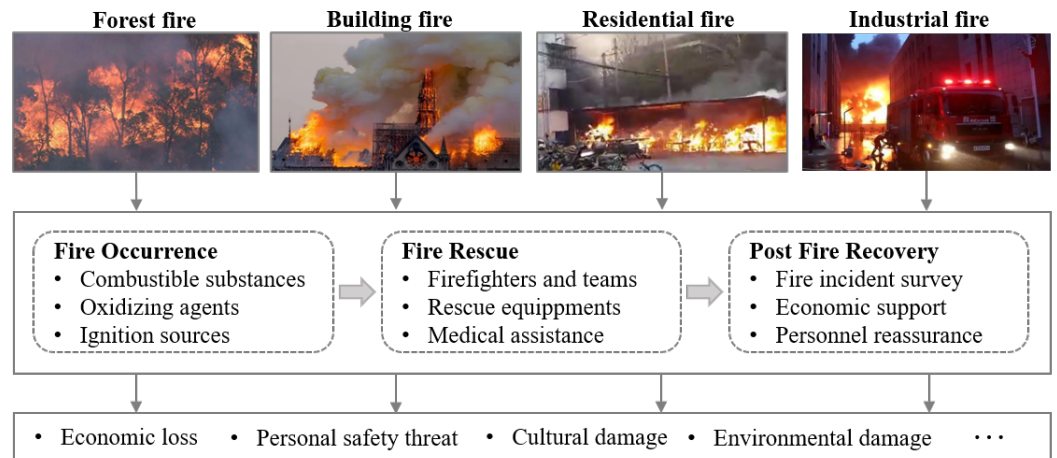 Forest fire
Building fire
Residential fire
Industrial fire
Fire Occurrence
• Combustible substances
• Oxidizing agents
• Ignition sources
Fire Rescue
• Firefighters and teams
• Rescue equippments
• Medical assistance
Post Fire Recovery
• Fire incident survey
• Economic support
• Personnel reassurance
• Economic loss • Personal safety threat • Cultural damage • Environmental damage ···